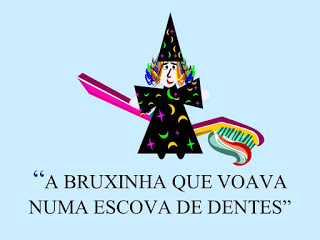 “A BRUXINHA QUE VOAVA
NUMA ESCOVA DE DENTES”